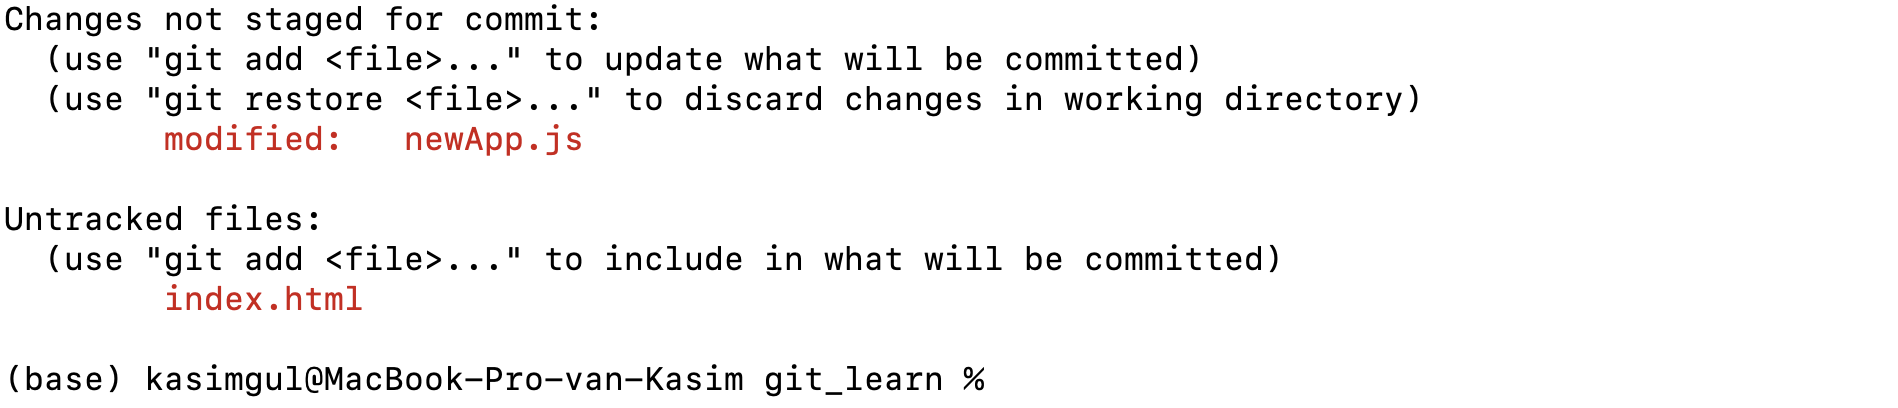 Changes not staged for commit:
  (use "git add <file>..." to update what will be committed)
  (use "git restore <file>..." to discard changes in working directory)
        modified:   newApp.js

Untracked files:
  (use "git add <file>..." to include in what will be committed)
        index.html

(base) kasimgul@MacBook-Pro-van-Kasim git_learn %